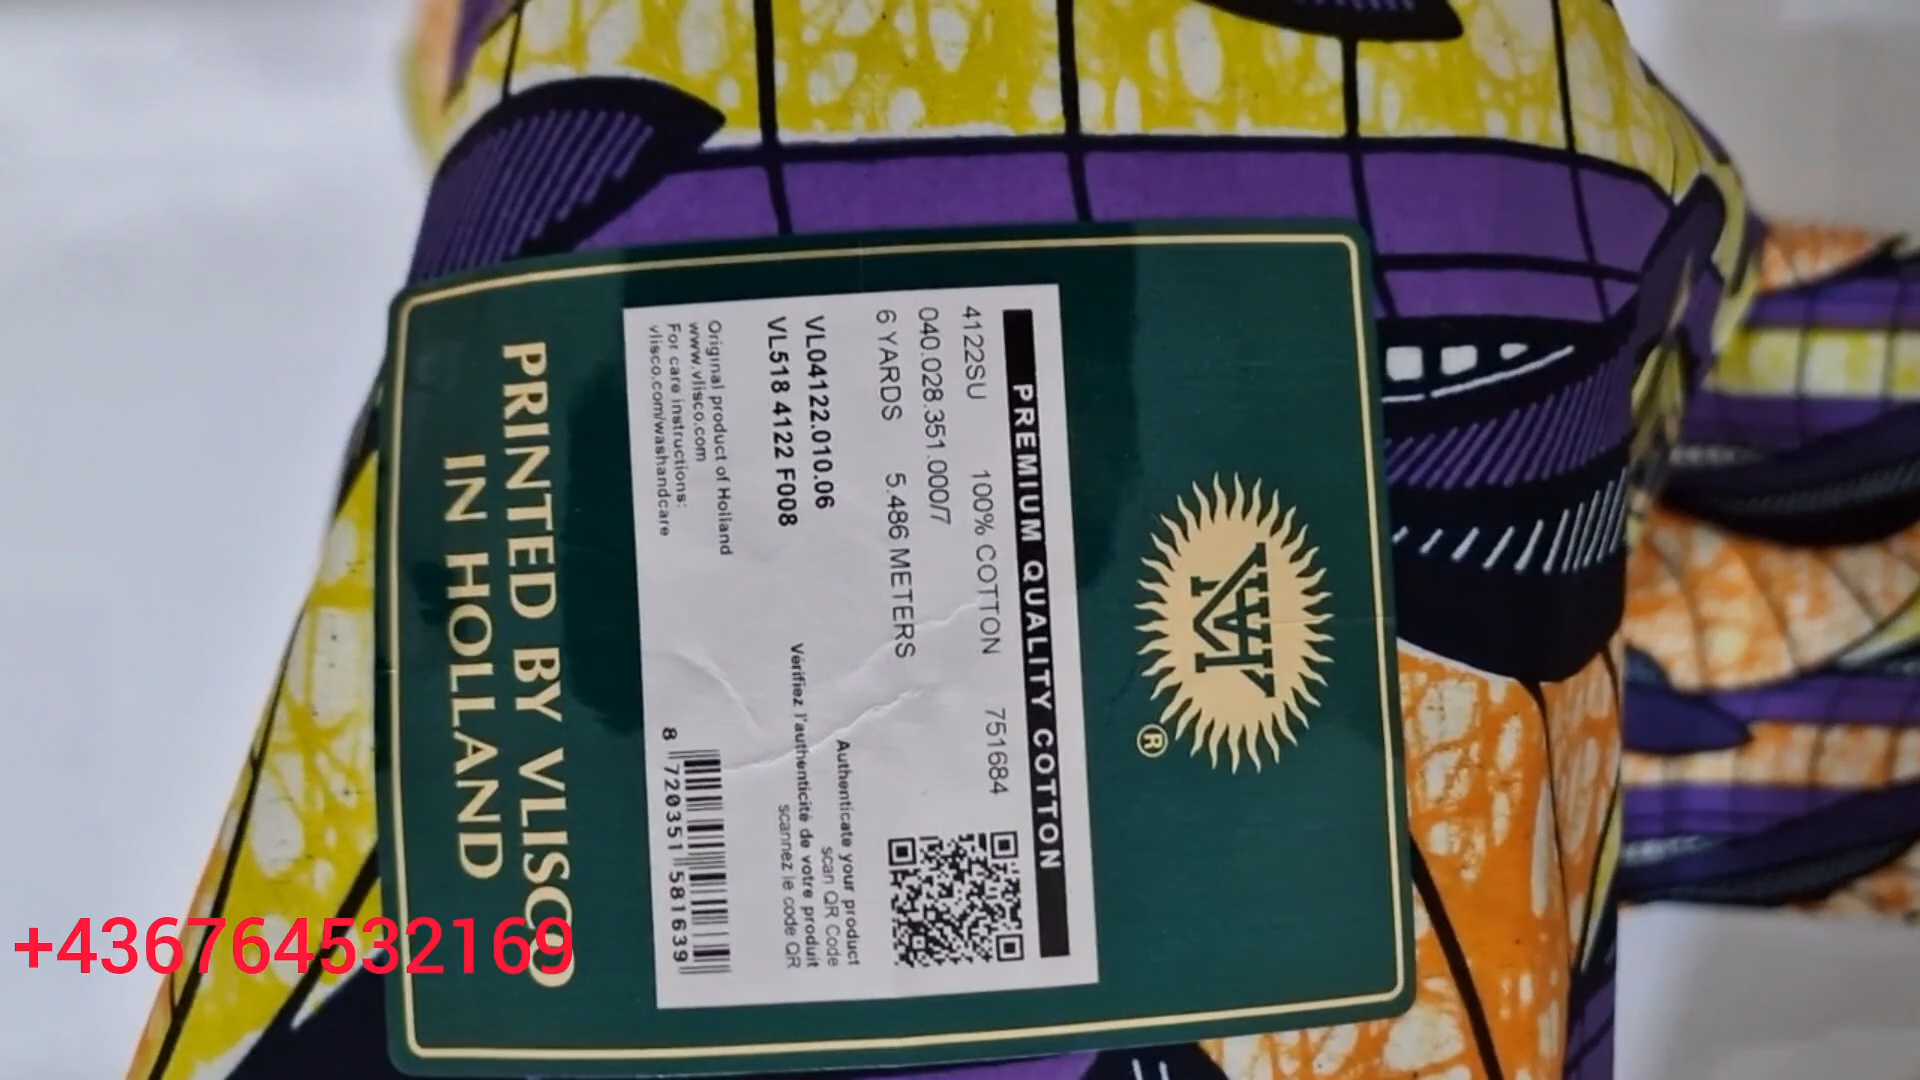 PREMIUM QUALITY COTTON
4122SU 100% COTTON 751684
040.028.351.000/7
6 YARDS 5.486 METERS
VL04122.010.06
VL518 4122 F008
Authenticate your product
scan QR Code
Vérifiez l'authenticité de votre produit
scannez le code QR
Original product of Holland
www.vlisco.com
For care instructions:
vlisco.com/washandcare
8 720351 581639
PRINTED BY VLISCO
IN HOLLAND
®
+436764532169